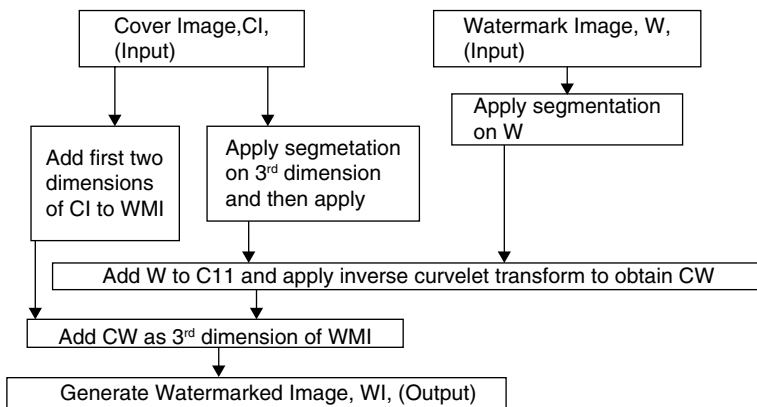 Cover Image,CI,
(Input)
Watermark Image, W,
(Input)
Apply segmentation
on W
Add first two
dimensions
of CI to WMI
Apply segmetation
on 3rd dimension
and then apply
Add W to C11 and apply inverse curvelet transform to obtain CW
Add CW as 3rd dimension of WMI
Generate Watermarked Image, WI, (Output)